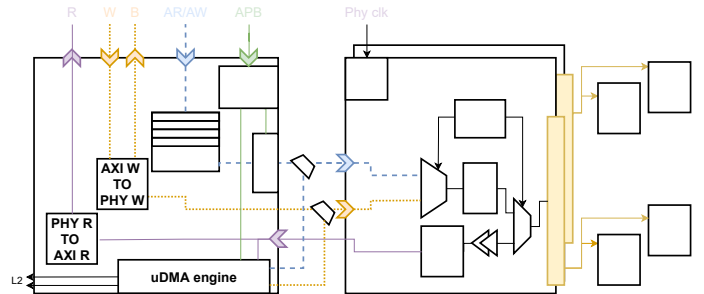 R W B AR/AW APB Phy clk
AXI W
TO
PHY W
PHY R
TO
AXI R
uDMA engine
L2